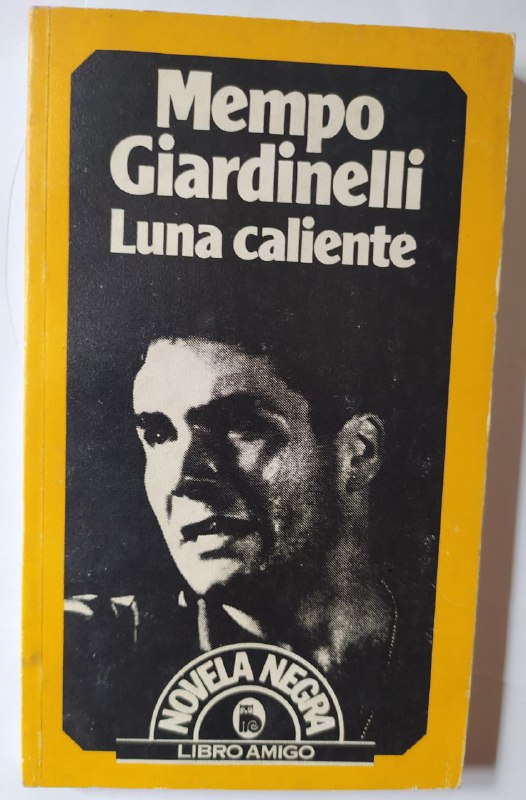 Mempo
Giardinelli
Luna caliente
NOVELA NEGRA
LIBRO AMIGO